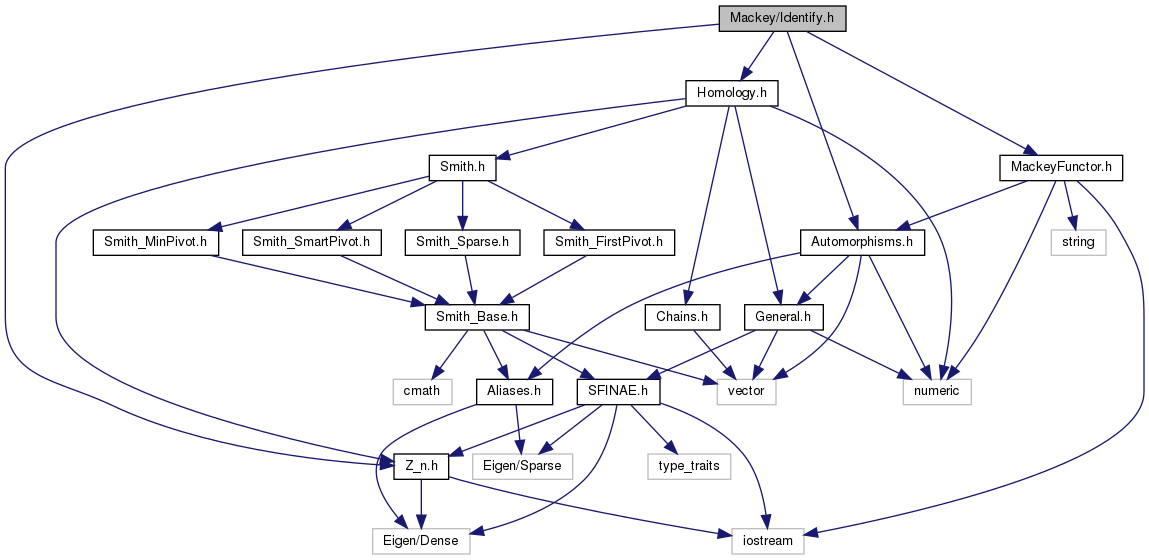 Mackey/Identify.h
Homology.h
Smith.h
MackeyFunctor.h
Smith_MinPivot.h
Smith_SmartPivot.h
Smith_Sparse.h
Smith_FirstPivot.h
Automorphisms.h
string
Smith_Base.h
Chains.h
General.h
cmath
Aliases.h
SFINAE.h
vector
numeric
Z_n.h
Eigen/Sparse
type_traits
Eigen/Dense
iostream